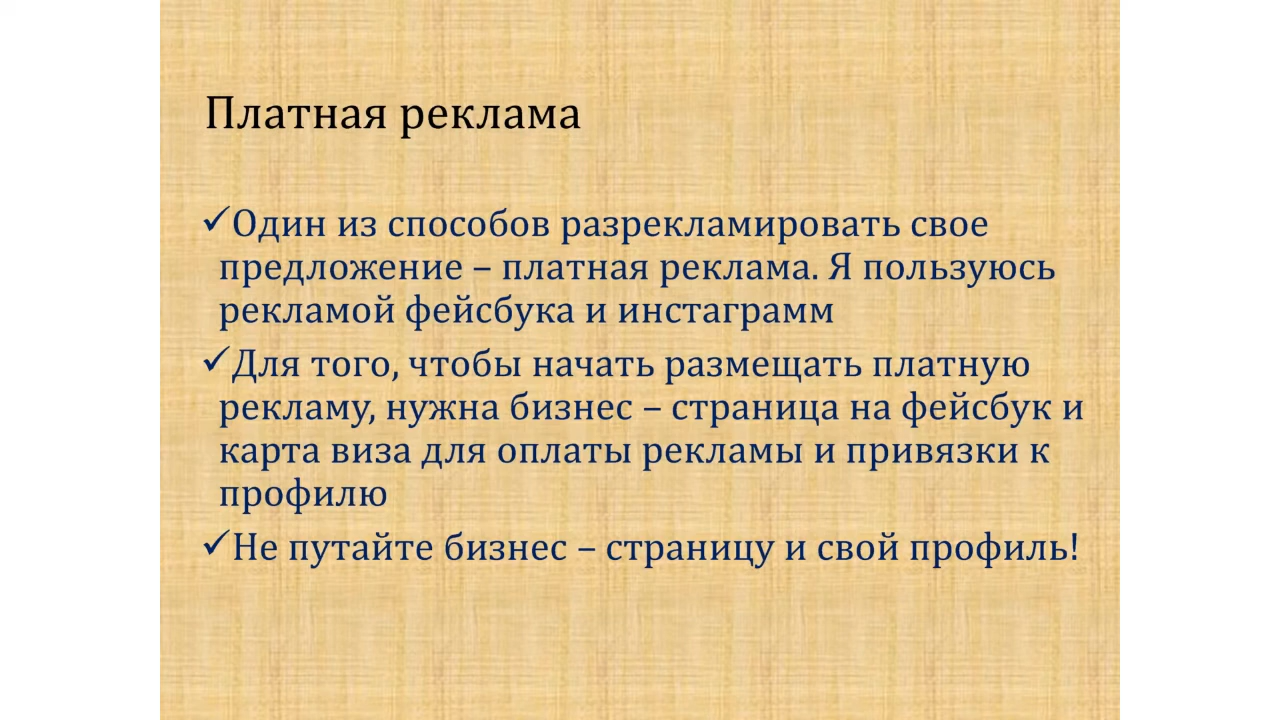 Платная реклама
✓Один из способов разрекламировать свое
предложение – платная реклама. Я пользуюсь
рекламой фейсбука и инстаграмм
✓Для того, чтобы начать размещать платную
рекламу, нужна бизнес – страница на фейсбук и
карта виза для оплаты рекламы и привязки к
профилю
✓Не путайте бизнес – страницу и свой профиль!